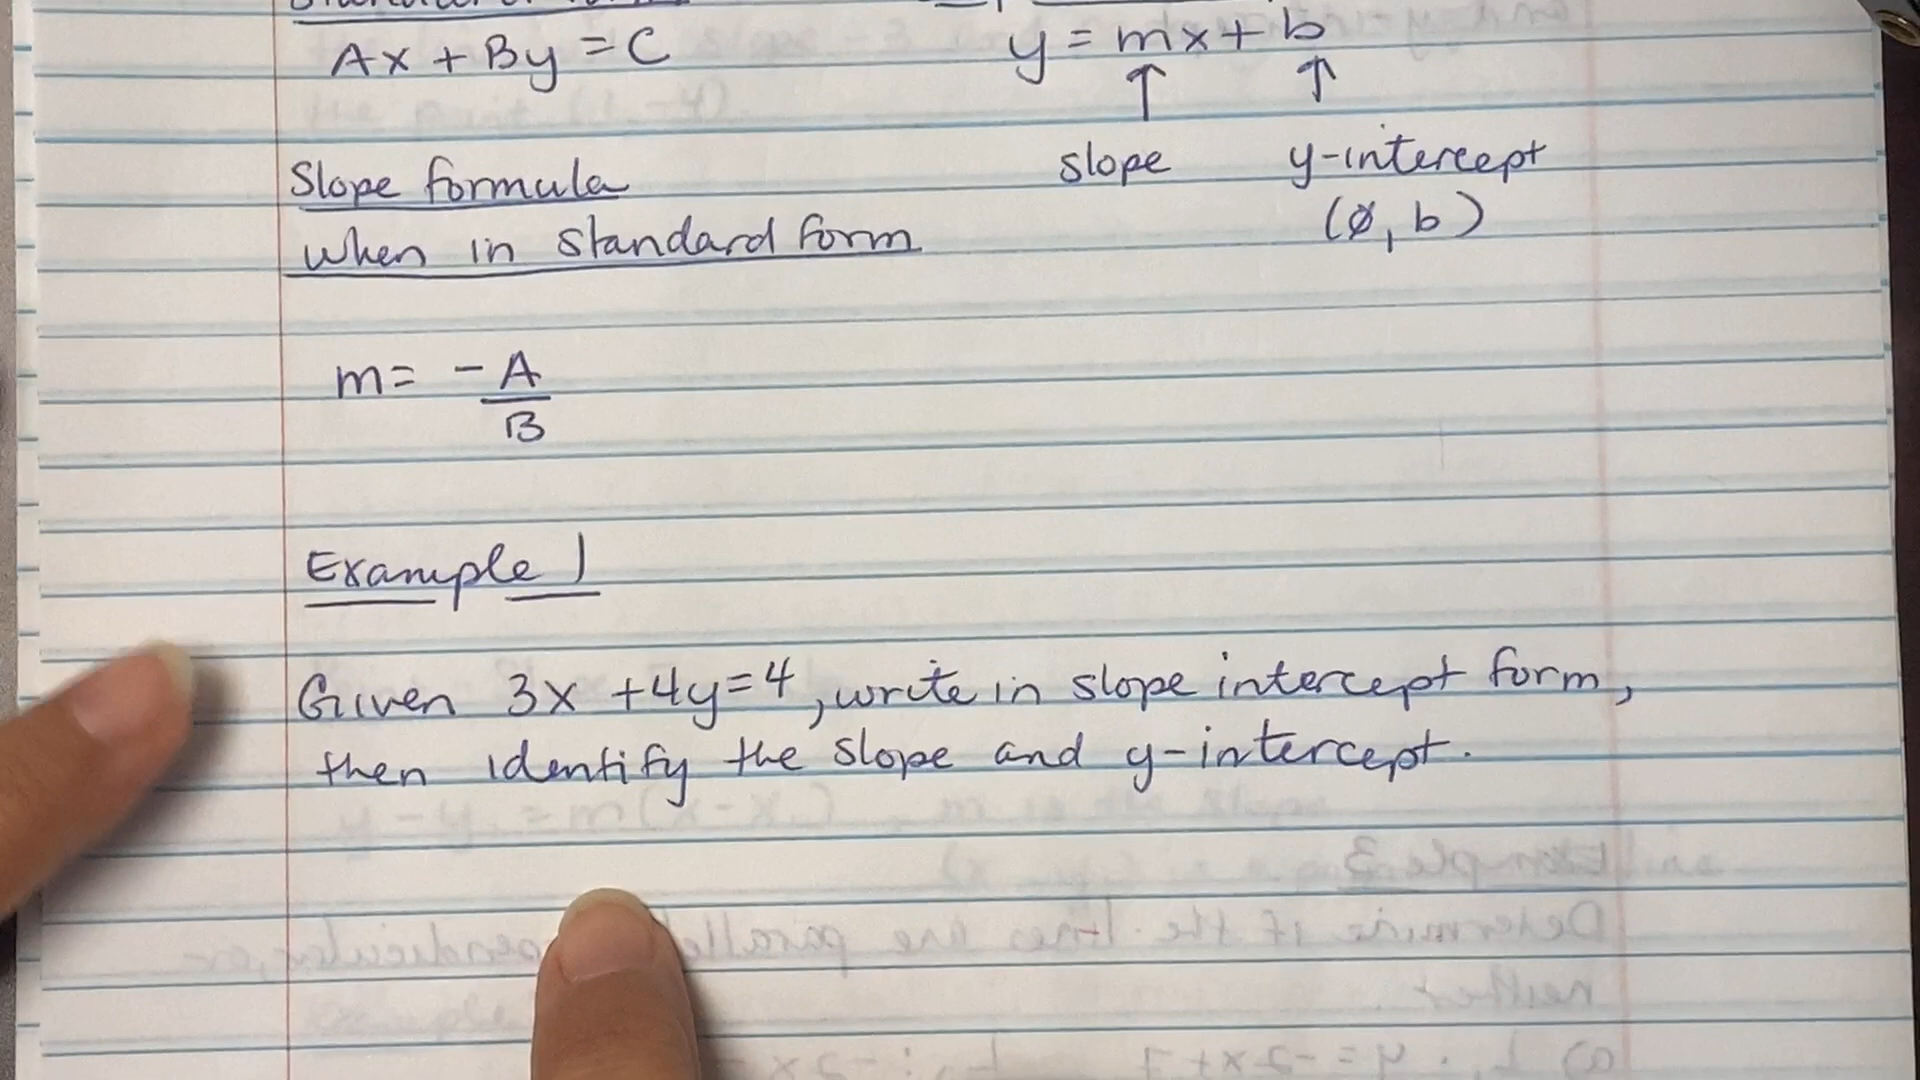 Ax + By = C
y = mx + b
↑ ↑
slope y-intercept
(0, b)
Slope formula
when in standard form
m = -A/B
Example 1
Given 3x + 4y = 4, write in slope intercept form,
then identify the slope and y-intercept.